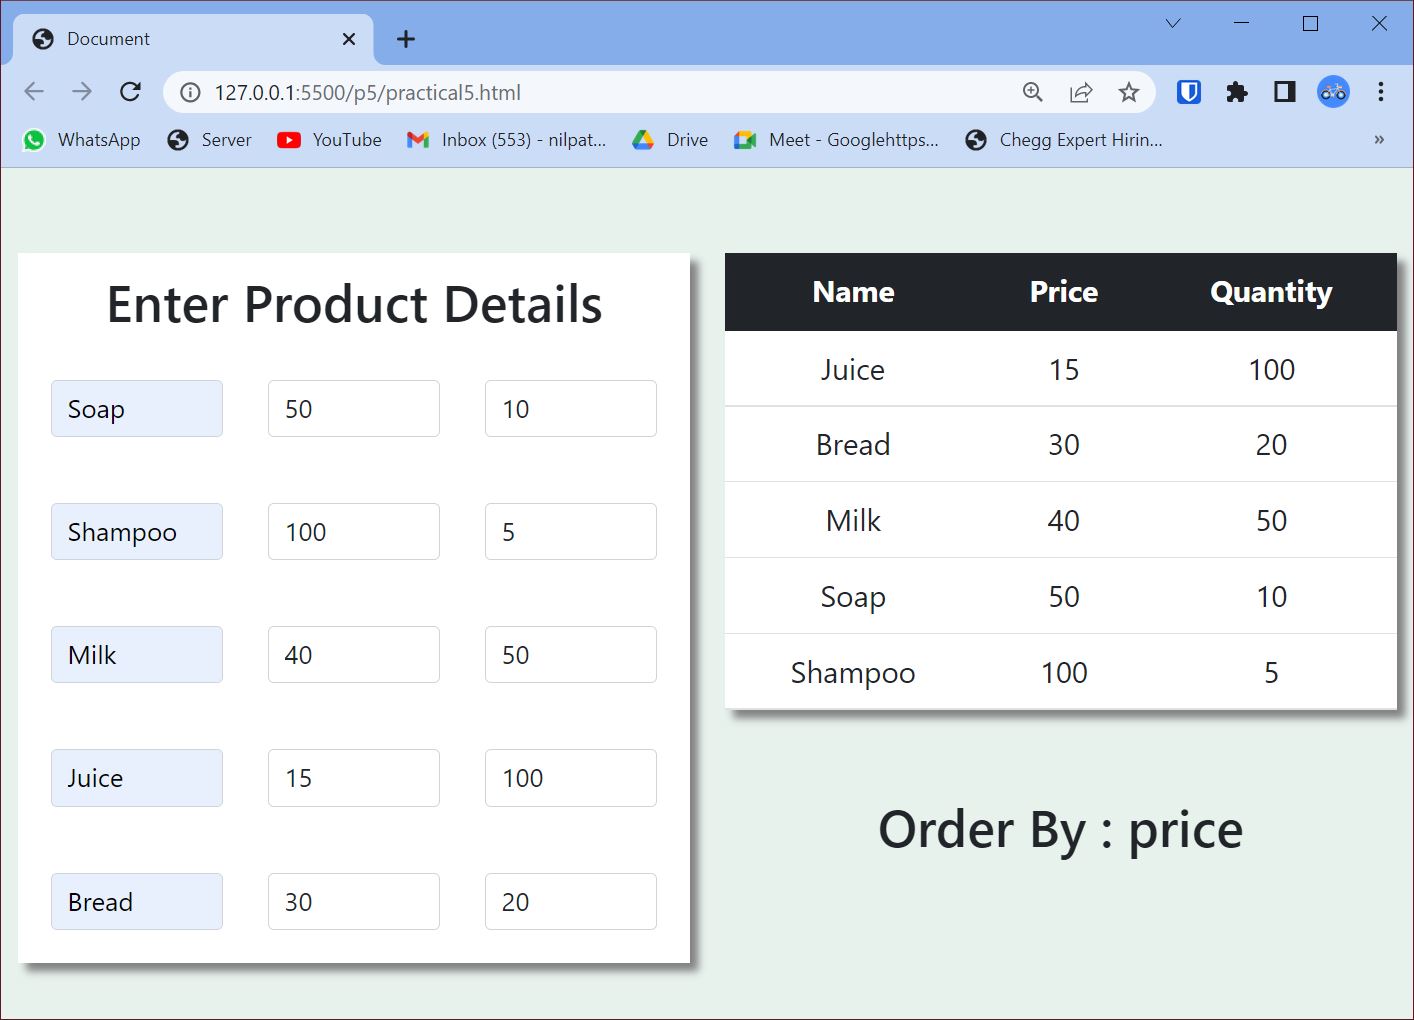 Document
127.0.0.1:5500/p5/practical5.html
WhatsApp Server YouTube Inbox (553) - nilpat... Drive Meet - Googlehttps... Chegg Expert Hirin... »
Enter Product Details
Soap 50 10
Shampoo 100 5
Milk 40 50
Juice 15 100
Bread 30 20
Name Price Quantity
Juice 15 100
Bread 30 20
Milk 40 50
Soap 50 10
Shampoo 100 5
Order By : price